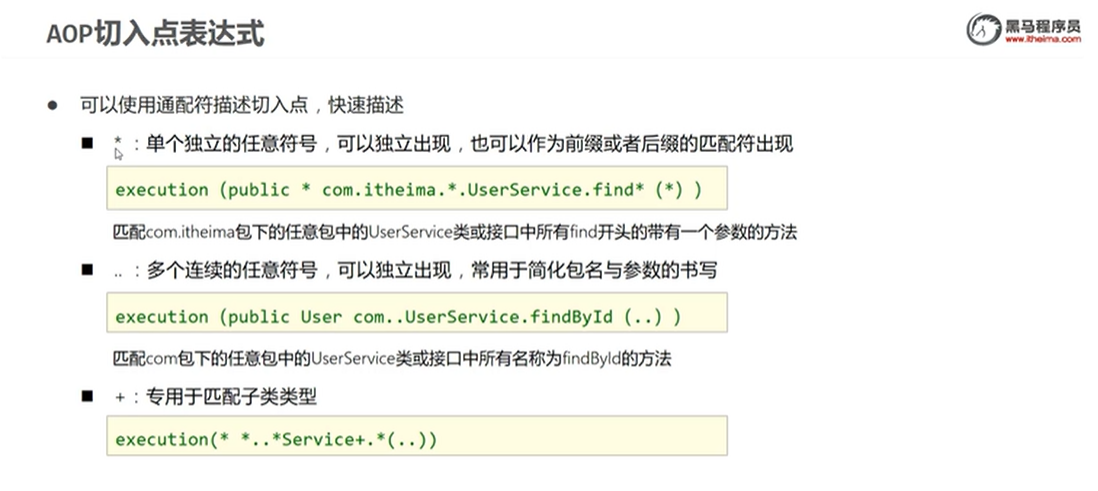 AOP切入点表达式
黑马程序员
www.itheima.com
● 可以使用通配符描述切入点，快速描述
■ * ：单个独立的任意符号，可以独立出现，也可以作为前缀或者后缀的匹配符出现
execution (public * com.itheima.*.UserService.find* (*) )
匹配com.itheima包下的任意包中的UserService类或接口中所有find开头的带有一个参数的方法
■ .. ：多个连续的任意符号，可以独立出现，常用于简化包名与参数的书写
execution (public User com..UserService.findById (..) )
匹配com包下的任意包中的UserService类或接口中所有名称为findById的方法
■ + ：专用于匹配子类类型
execution(* *..*Service+.*(..))